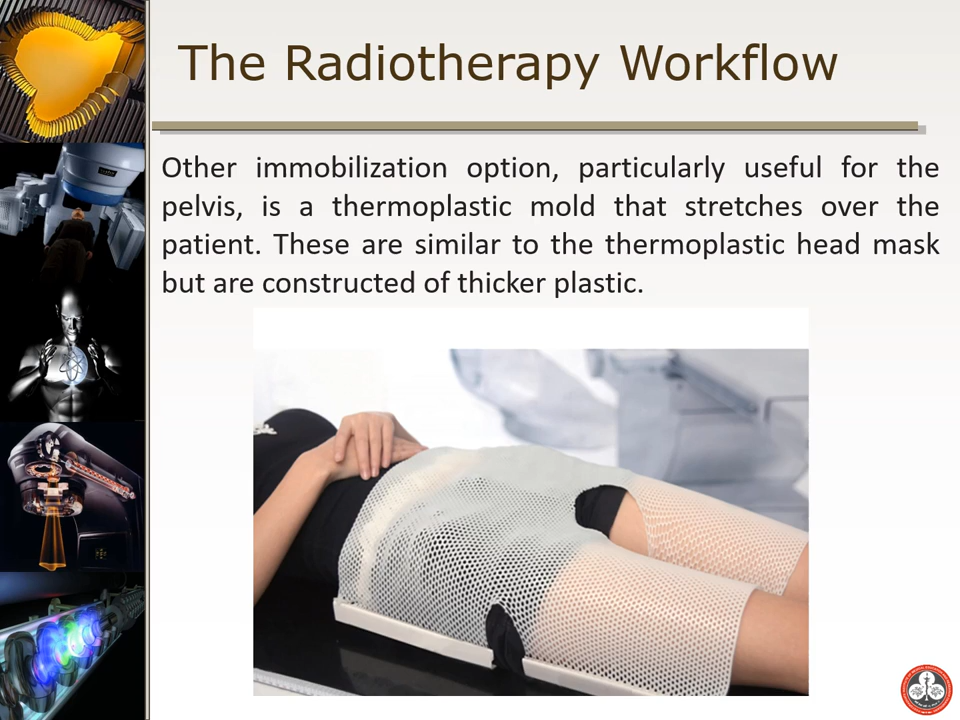 The Radiotherapy Workflow
Other immobilization option, particularly useful for the
pelvis, is a thermoplastic mold that stretches over the
patient. These are similar to the thermoplastic head mask
but are constructed of thicker plastic.